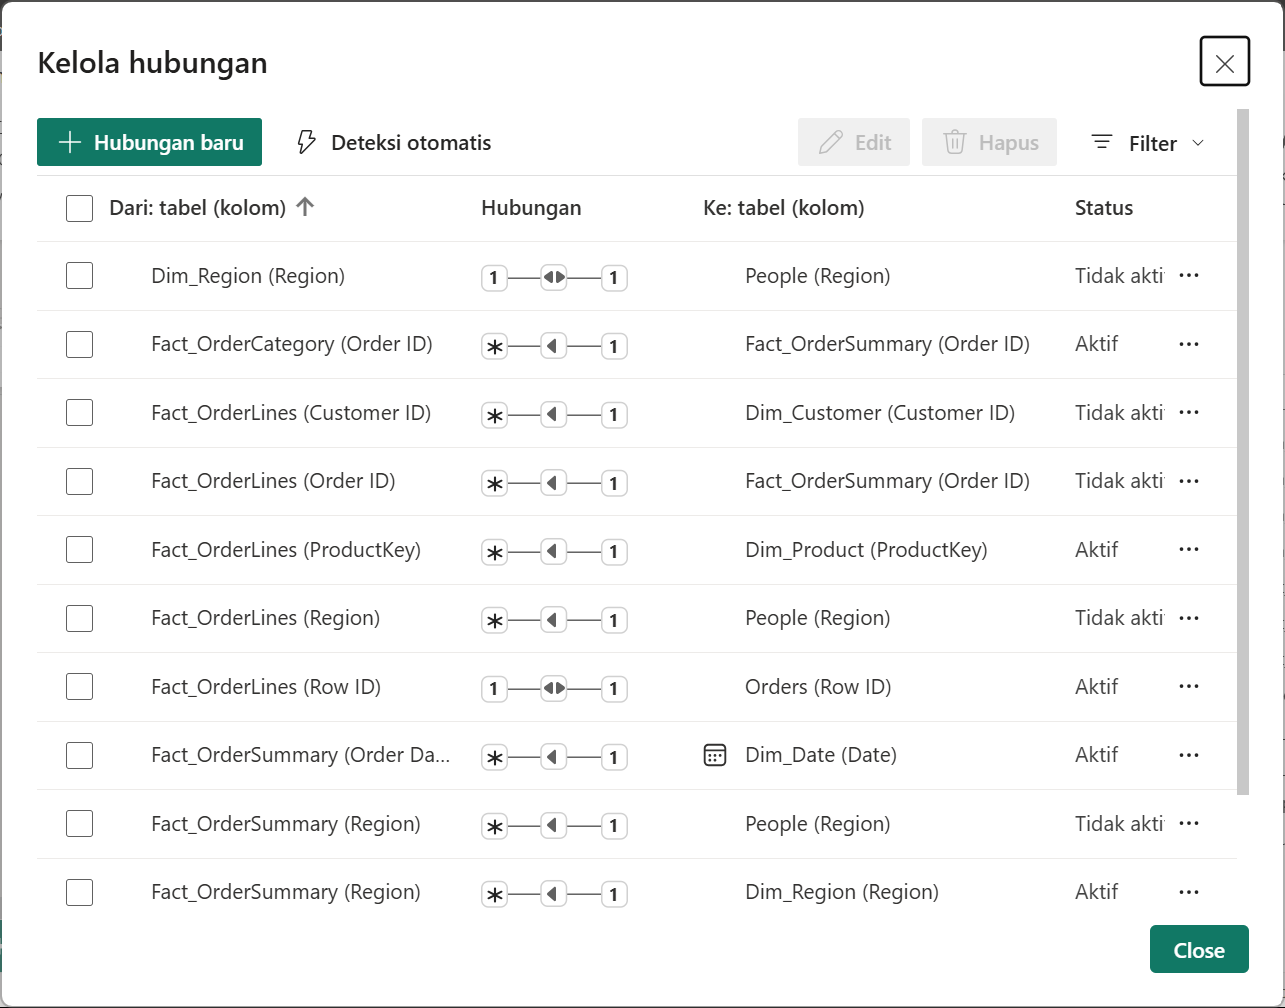 Kelola hubungan
Hubungan baru Deteksi otomatis Edit Hapus Filter
Dari: tabel (kolom) Hubungan Ke: tabel (kolom) Status
Dim_Region (Region) 1 1 People (Region) Tidak akti ...
Fact_OrderCategory (Order ID) * 1 Fact_OrderSummary (Order ID) Aktif ...
Fact_OrderLines (Customer ID) * 1 Dim_Customer (Customer ID) Tidak akti ...
Fact_OrderLines (Order ID) * 1 Fact_OrderSummary (Order ID) Tidak akti ...
Fact_OrderLines (ProductKey) * 1 Dim_Product (ProductKey) Aktif ...
Fact_OrderLines (Region) * 1 People (Region) Tidak akti ...
Fact_OrderLines (Row ID) 1 1 Orders (Row ID) Aktif ...
Fact_OrderSummary (Order Da... * 1 Dim_Date (Date) Aktif ...
Fact_OrderSummary (Region) * 1 People (Region) Tidak akti ...
Fact_OrderSummary (Region) * 1 Dim_Region (Region) Aktif ...
Close